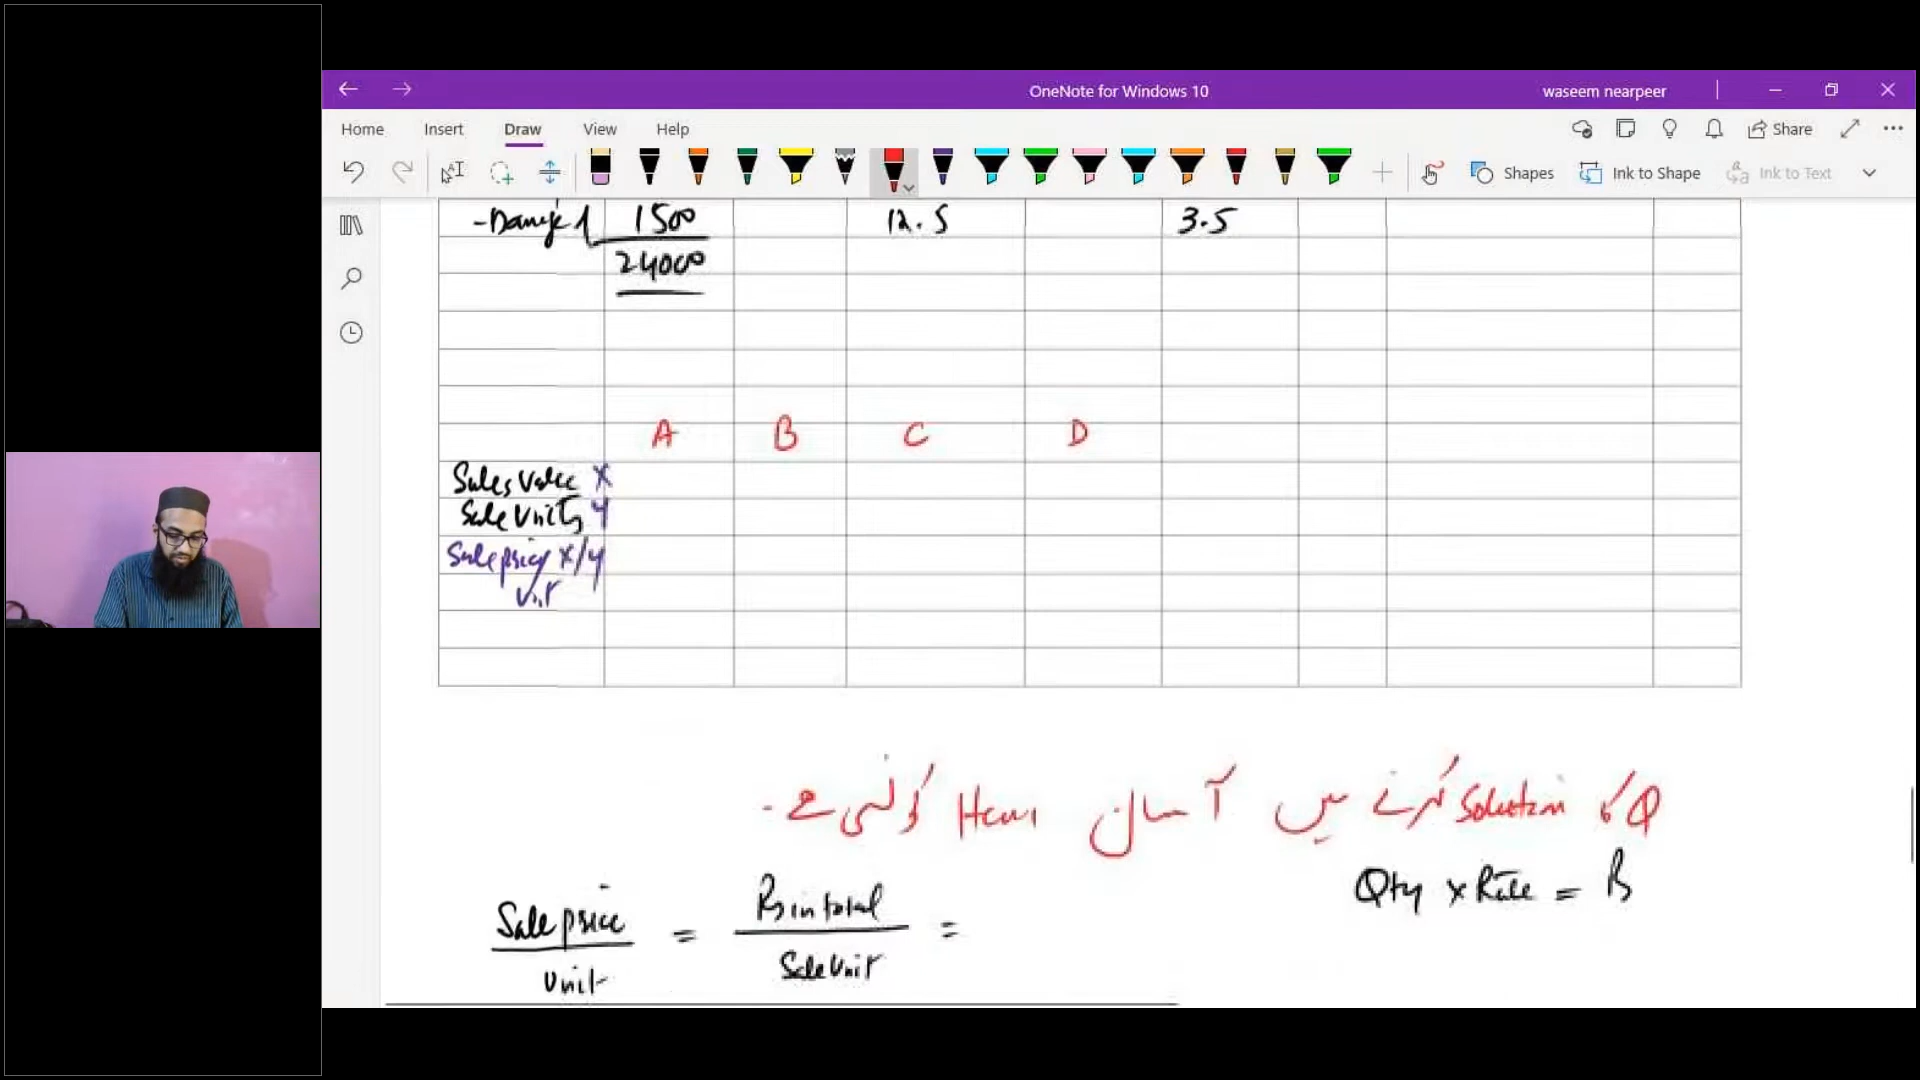 OneNote for Windows 10
waseem nearpeer
Home Insert Draw View Help
Share
Shapes Ink to Shape Ink to Text
-Damag'd 1500 12.5 3.5
24000
A B C D
Sales Value X
Sale Units Y
Sale price X/Y
Unit
Q کا Solution کرنے میں آسان Item کونسی ہے -
Qty x Rate = Rs
Sale price = Rs in total =
Unit Sale Unit